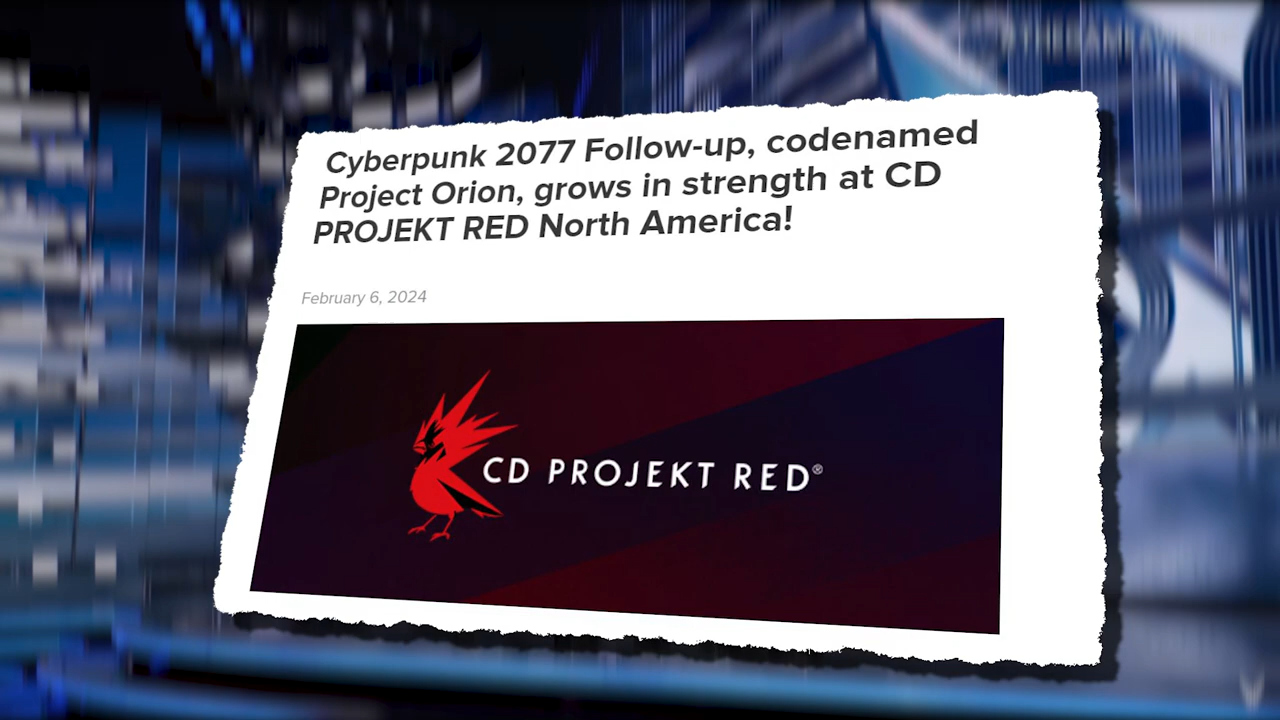 Cyberpunk 2077 Follow-up, codenamed
Project Orion, grows in strength at CD
PROJEKT RED North America!
February 6, 2024
CD PROJEKT RED®